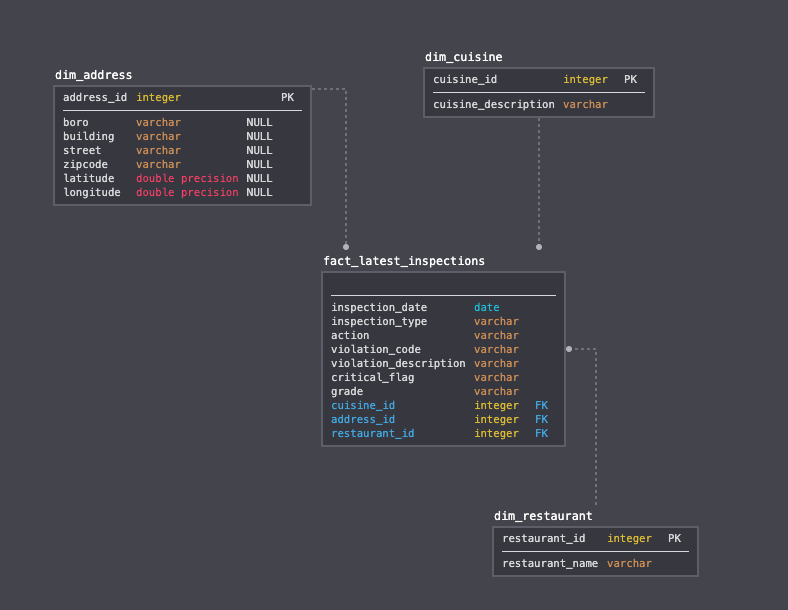 dim_address
address_id integer PK
boro varchar NULL
building varchar NULL
street varchar NULL
zipcode varchar NULL
latitude double precision NULL
longitude double precision NULL
dim_cuisine
cuisine_id integer PK
cuisine_description varchar
fact_latest_inspections
inspection_date date
inspection_type varchar
action varchar
violation_code varchar
violation_description varchar
critical_flag varchar
grade varchar
cuisine_id integer FK
address_id integer FK
restaurant_id integer FK
dim_restaurant
restaurant_id integer PK
restaurant_name varchar